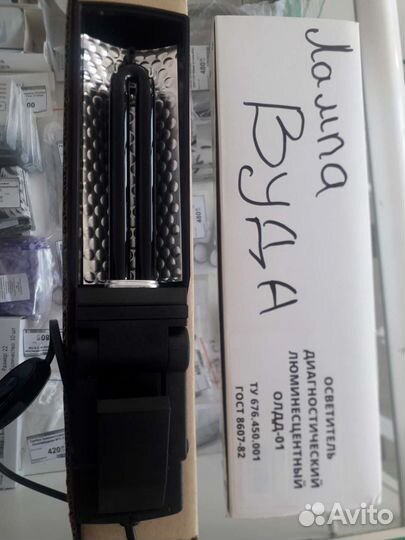 Лампа
ВУДА
ОСВЕТИТЕЛЬ
ДИАГНОСТИЧЕСКИЙ
ЛЮМИНЕСЦЕНТНЫЙ
ОЛДД-01
ТУ 676.450.001
ГОСТ 8607-82
Avito